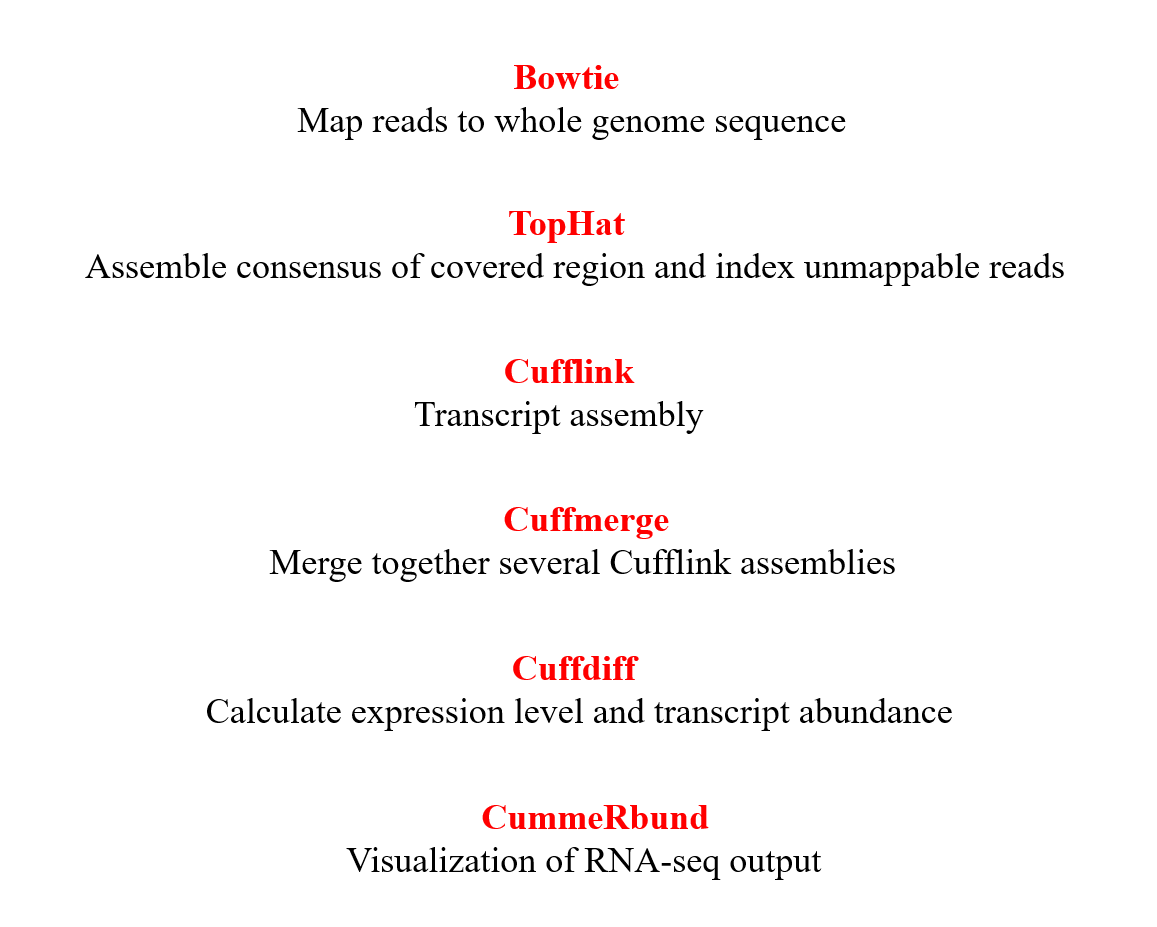 Bowtie
Map reads to whole genome sequence
TopHat
Assemble consensus of covered region and index unmappable reads
Cufflink
Transcript assembly
Cuffmerge
Merge together several Cufflink assemblies
Cuffdiff
Calculate expression level and transcript abundance
CummeRbund
Visualization of RNA-seq output